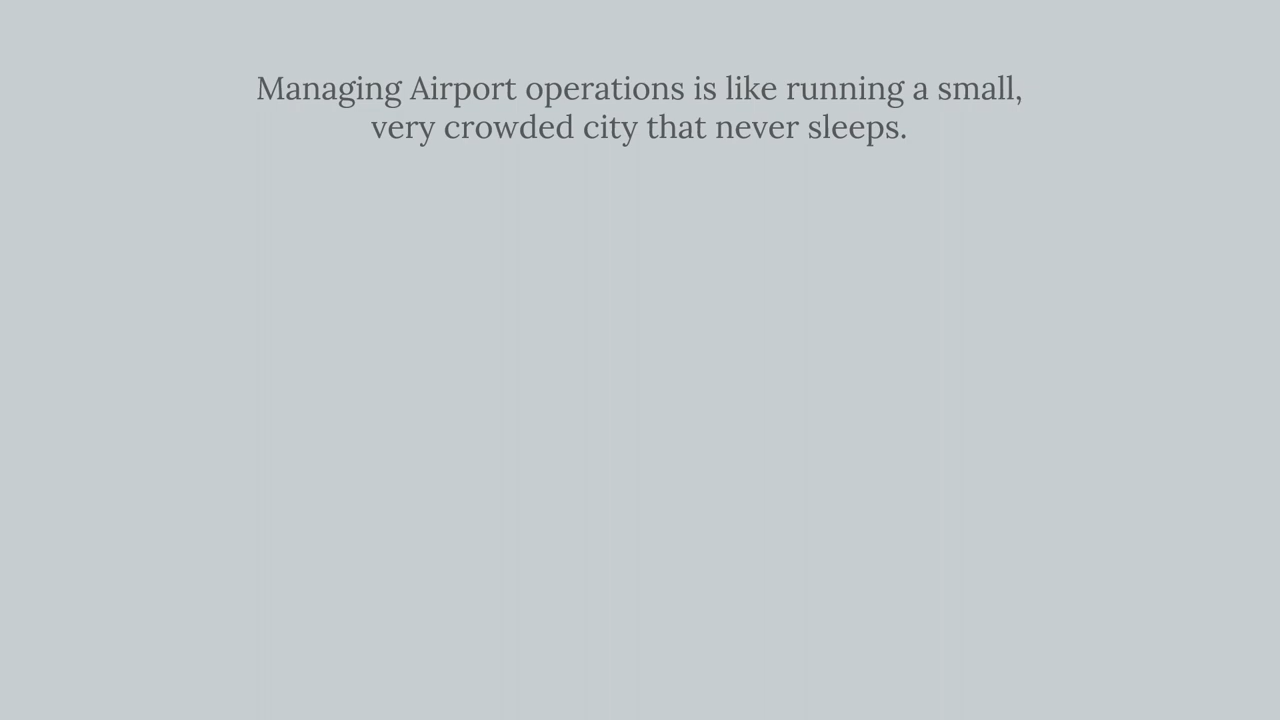 Managing Airport operations is like running a small,
very crowded city that never sleeps.